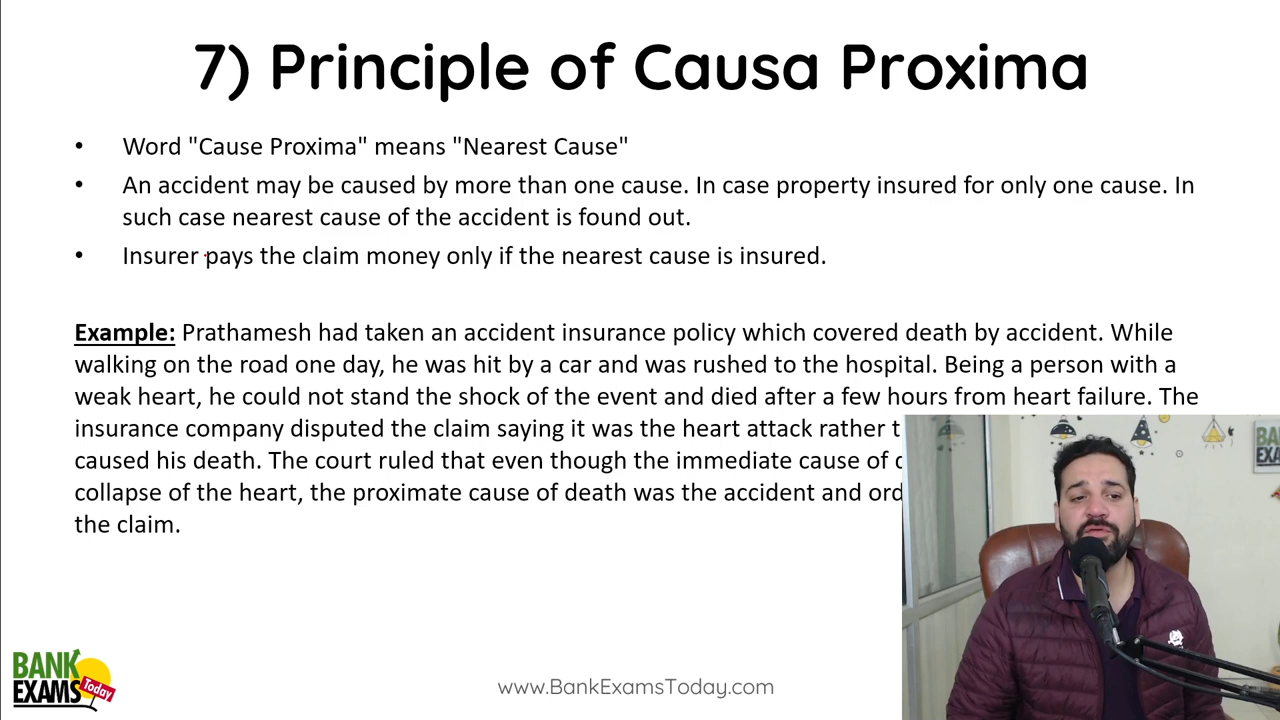 7) Principle of Causa Proxima
• Word "Cause Proxima" means "Nearest Cause"
• An accident may be caused by more than one cause. In case property insured for only one cause. In
such case nearest cause of the accident is found out.
• Insurer pays the claim money only if the nearest cause is insured.
Example: Prathamesh had taken an accident insurance policy which covered death by accident. While
walking on the road one day, he was hit by a car and was rushed to the hospital. Being a person with a
weak heart, he could not stand the shock of the event and died after a few hours from heart failure. The
insurance company disputed the claim saying it was the heart attack rather
caused his death. The court ruled that even though the immediate cause of
collapse of the heart, the proximate cause of death was the accident and
the claim.
BANK
EXAMS
Today
www.BankExamsToday.com